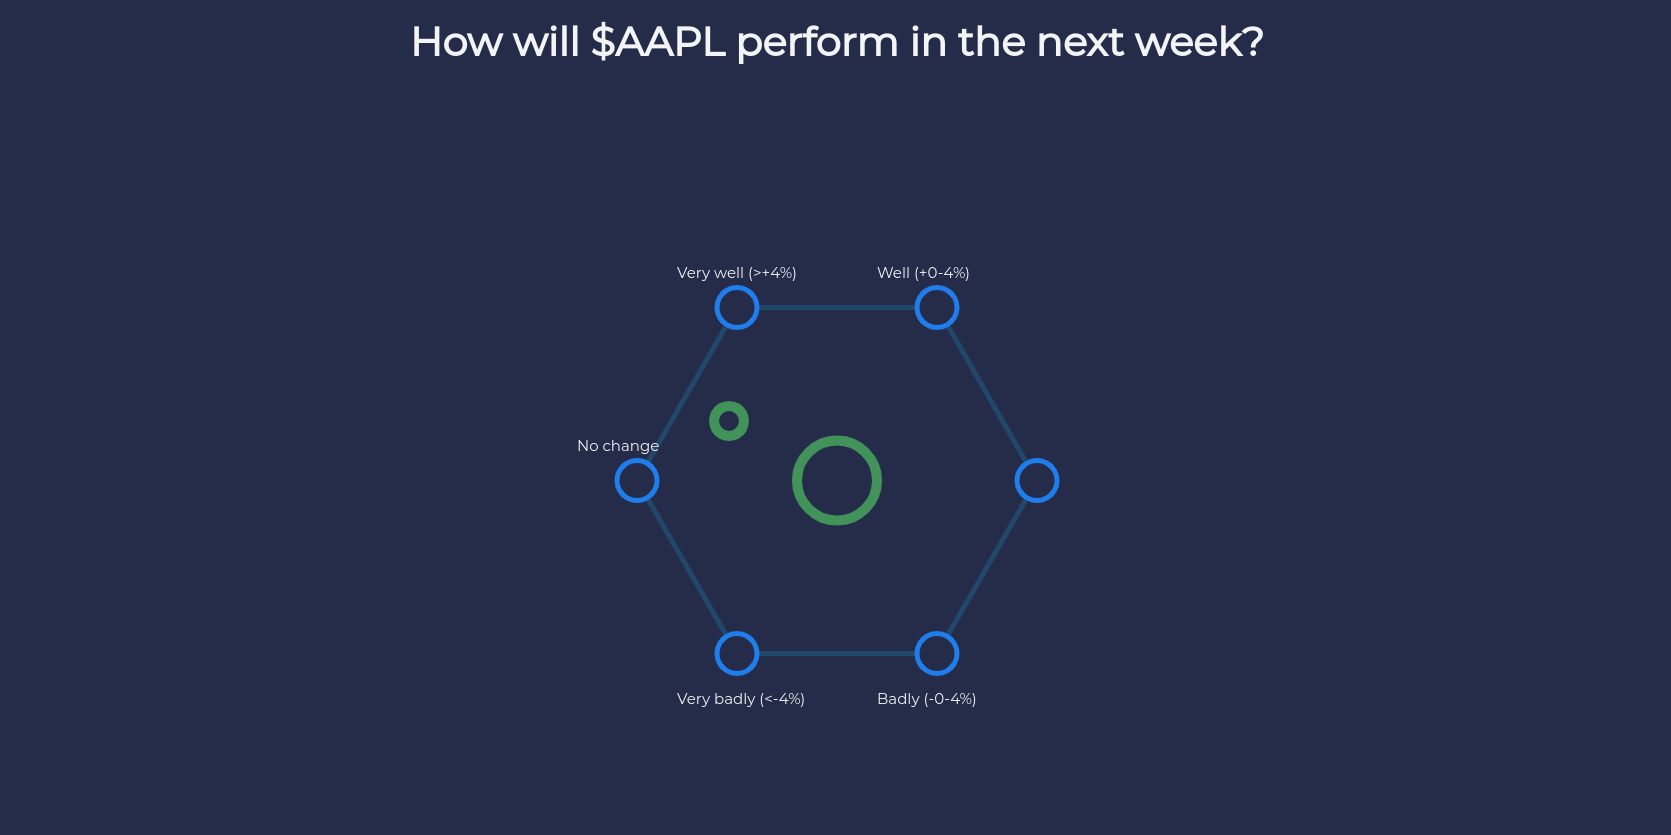 How will $AAPL perform in the next week?
Very well (>+4%)
Well (+0-4%)
No change
Very badly (<-4%)
Badly (-0-4%)